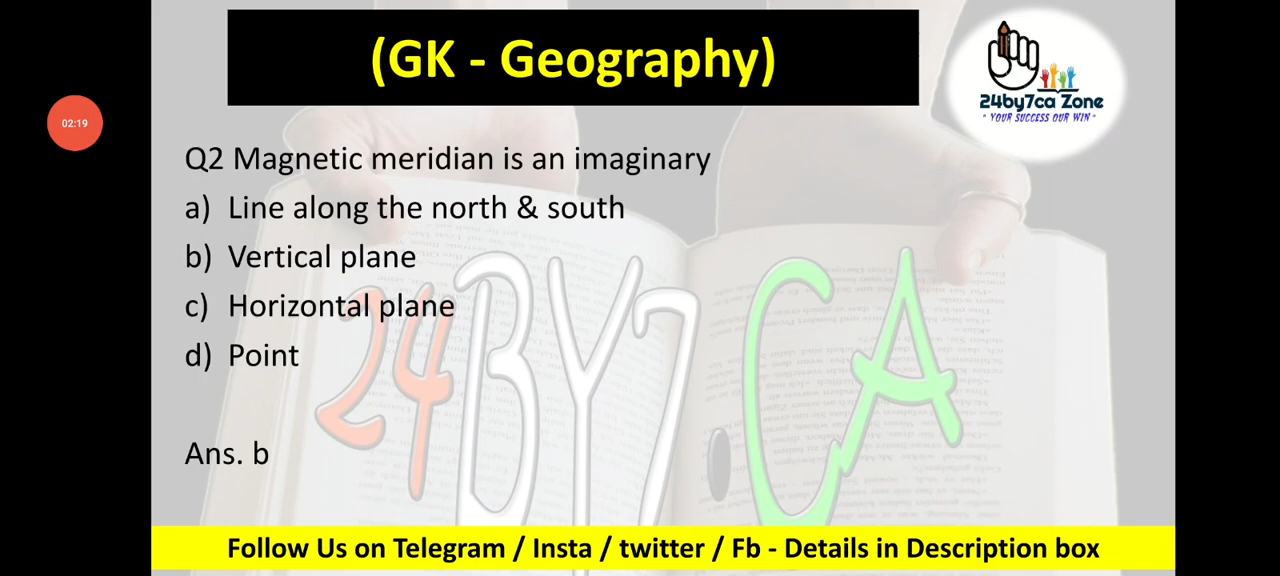 (GK - Geography)
24by7ca Zone
" YOUR SUCCESS OUR WIN "
02:19
Q2 Magnetic meridian is an imaginary
a) Line along the north & south
b) Vertical plane
c) Horizontal plane
d) Point
Ans. b
24BY7.CA
Follow Us on Telegram / Insta / twitter / Fb - Details in Description box